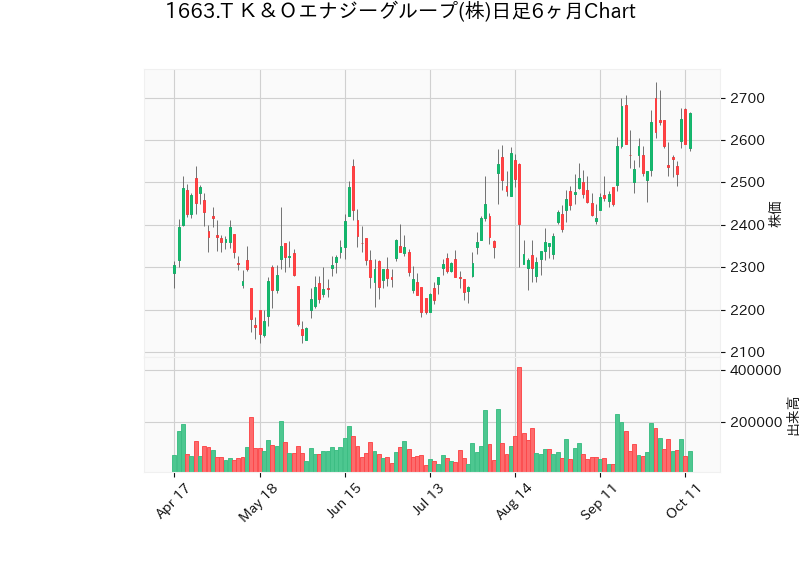 1663.T K＆Oエナジーグループ(株)日足6ヶ月Chart
2700
2600
2500
2400
2300
2200
2100
株価
400000
200000
出来高
Apr 17
May 18
Jun 15
Jul 13
Aug 14
Sep 11
Oct 11